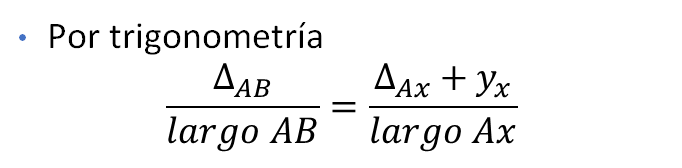 • Por trigonometría
Δ_AB / largo AB = (Δ_Ax + y_x) / largo Ax